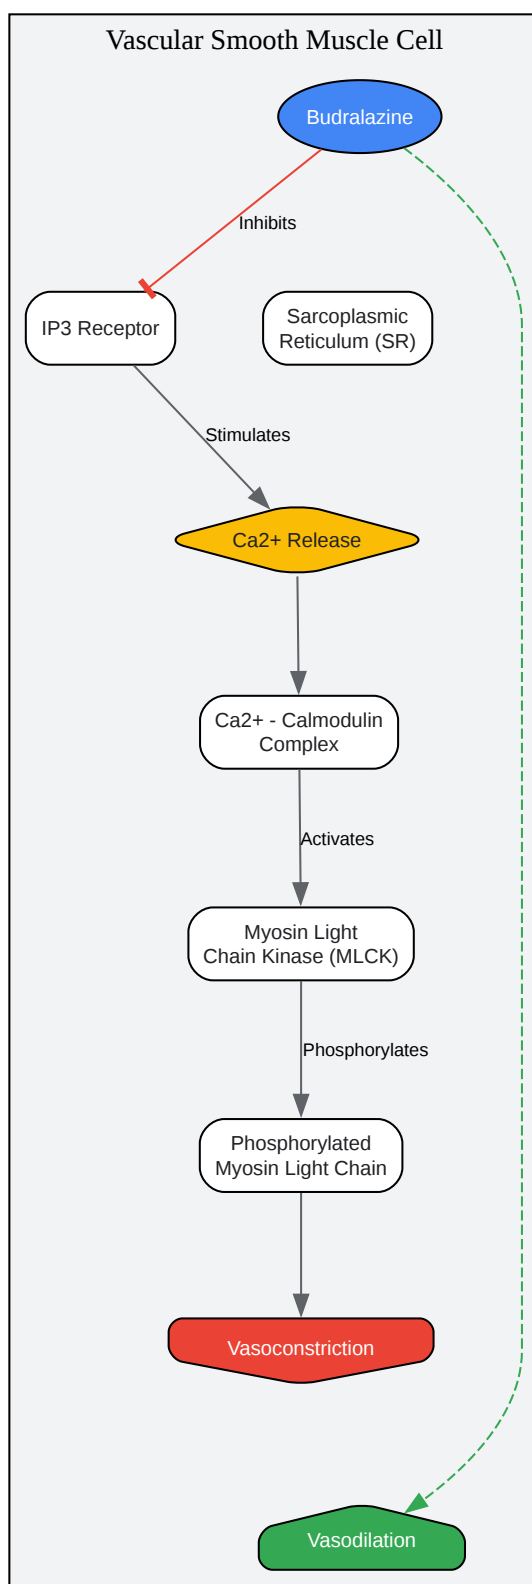 Vascular Smooth Muscle Cell
Budralazine
Inhibits
IP3 Receptor
Sarcoplasmic
Reticulum (SR)
Stimulates
Ca2+ Release
Ca2+ - Calmodulin
Complex
Activates
Myosin Light
Chain Kinase (MLCK)
Phosphorylates
Phosphorylated
Myosin Light Chain
Vasoconstriction
Vasodilation